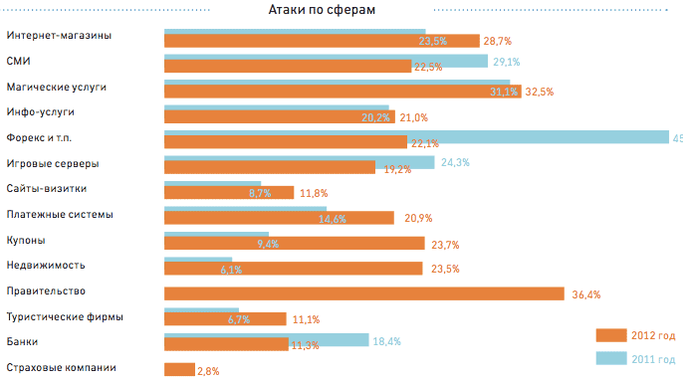 Атаки по сферам
Интернет-магазины 23,5% 28,7%
СМИ 22,5% 29,1%
Магические услуги 31,1% 32,5%
Инфо-услуги 20,2% 21,0%
Форекс и т.п. 22,1% 45
Игровые серверы 19,2% 24,3%
Сайты-визитки 8,7% 11,8%
Платежные системы 14,6% 20,9%
Купоны 9,4% 23,7%
Недвижимость 6,1% 23,5%
Правительство 36,4%
Туристические фирмы 6,7% 11,1%
Банки 11,3% 18,4%
Страховые компании 2,8%
2012 год
2011 год